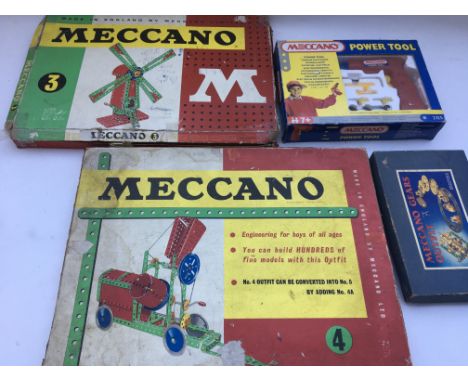 MADE IN ENGLAND BY MECCANO
MECCANO
3
M
MECCANO 3
MECCANO
POWER TOOL
7+
MECCANO
POWER TOOL
MECCANO
Engineering for boys of all ages
You can build HUNDREDS of
fine models with this Outfit
No. 4 OUTFIT CAN BE CONVERTED INTO No. 5
BY ADDING No. 4A
4
MADE IN ENGLAND BY MECCANO LTD
MECCANO GEARS
OUTFIT